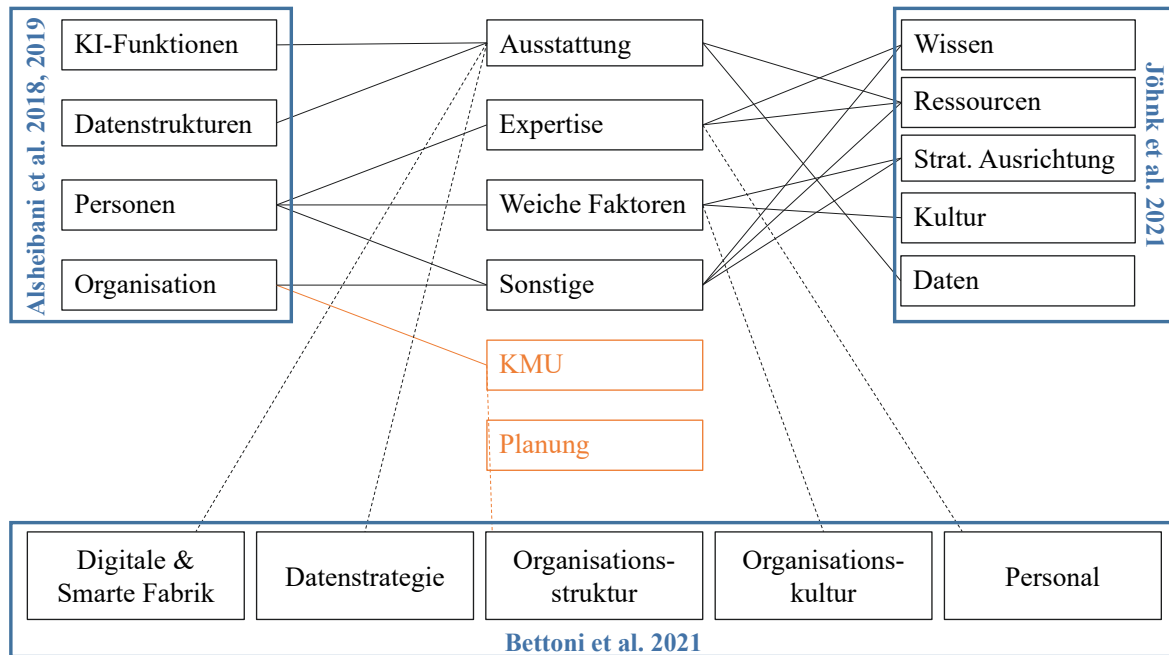 Alsheibani et al. 2018, 2019
KI-Funktionen
Datenstrukturen
Personen
Organisation
Ausstattung
Expertise
Weiche Faktoren
Sonstige
KMU
Planung
Wissen
Ressourcen
Strat. Ausrichtung
Kultur
Daten
Jöhnk et al. 2021
Digitale &
Smarte Fabrik
Datenstrategie
Organisations-
struktur
Organisations-
kultur
Personal
Bettoni et al. 2021